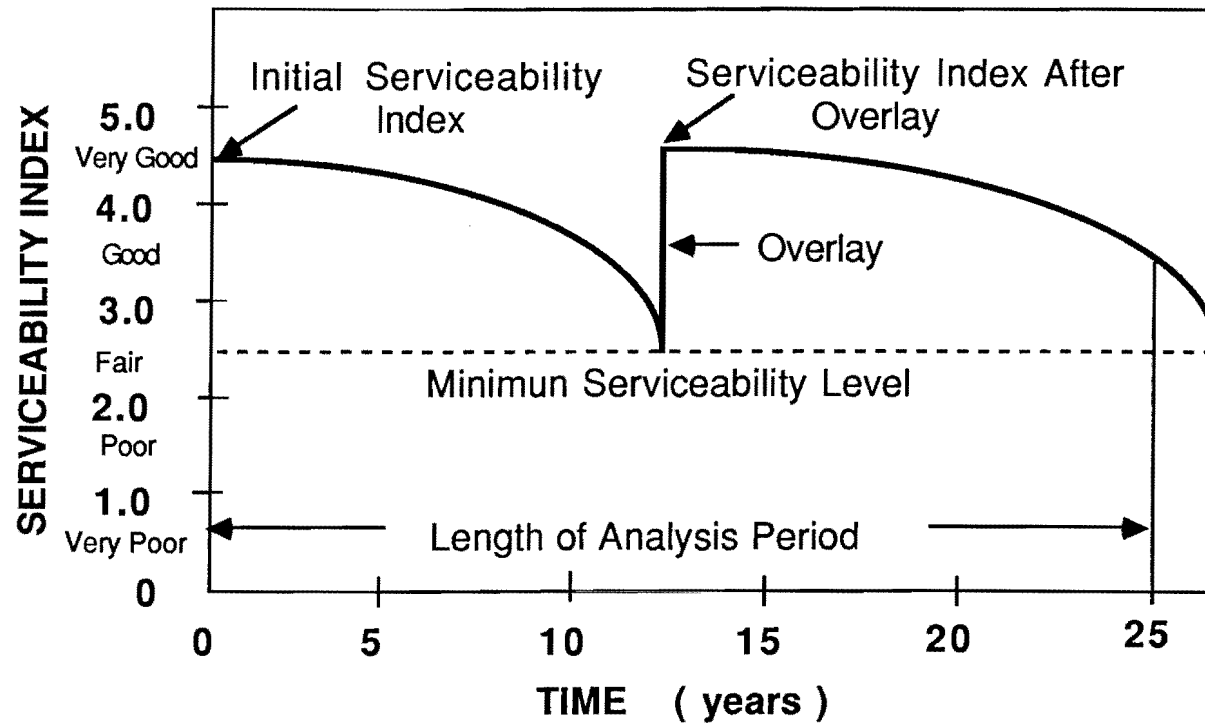 Initial Serviceability
Index
Serviceability Index After
Overlay
SERVICEABILITY INDEX
5.0
Very Good
4.0
Good
3.0
Fair
2.0
Poor
1.0
Very Poor
0
Overlay
Minimun Serviceability Level
Length of Analysis Period
0 5 10 15 20 25
TIME ( years )